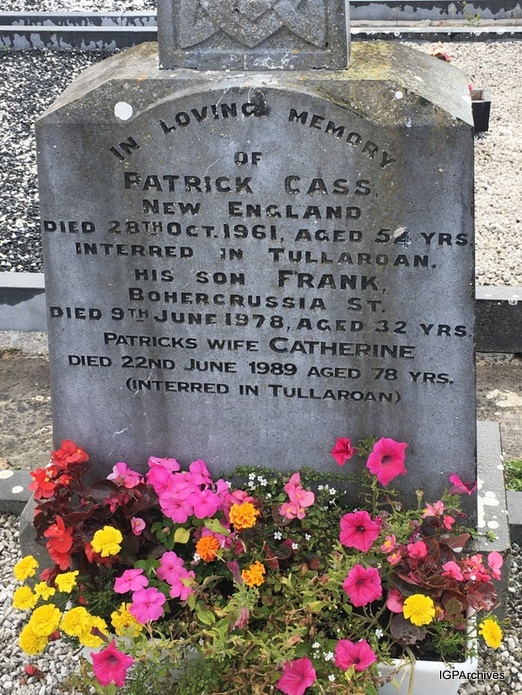 IN LOVING MEMORY
OF
PATRICK CASS,
NEW ENGLAND
DIED 28TH OCT. 1961, AGED 54 YRS.
INTERRED IN TULLAROAN.
HIS SON FRANK,
BOHERCRUSSIA ST.
DIED 9TH JUNE 1978, AGED 32 YRS
PATRICKS WIFE CATHERINE
DIED 22ND JUNE 1989 AGED 78 YRS.
(INTERRED IN TULLAROAN)
IGPArchives